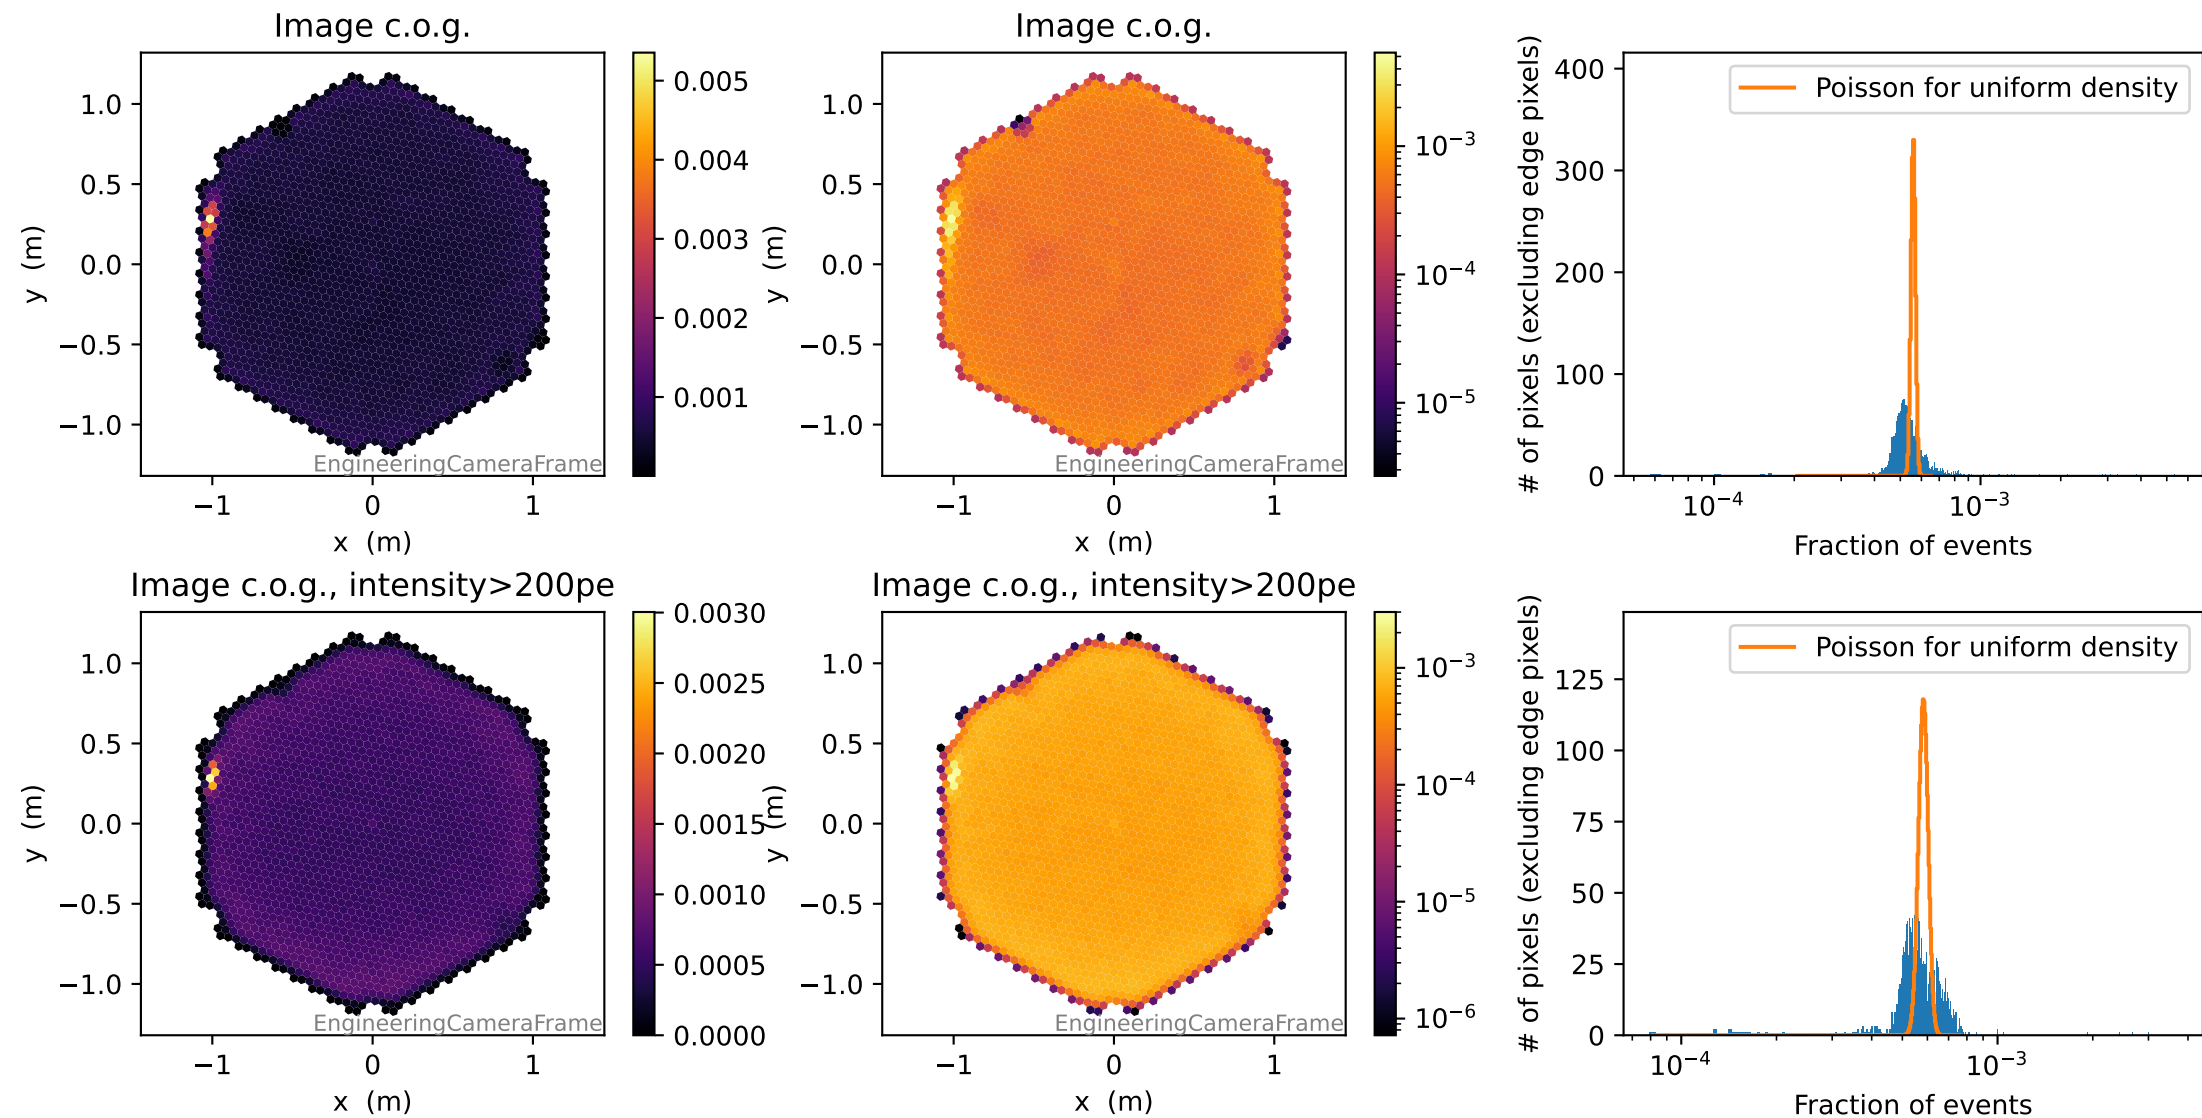 Image c.o.g.
1.0
0.5
0.0
−0.5
−1.0
y (m)
−1 0 1
x (m)
EngineeringCameraFrame
0.005
0.004
0.003
0.002
0.001
Image c.o.g.
1.0
0.5
0.0
−0.5
−1.0
y (m)
−1 0 1
x (m)
EngineeringCameraFrame
10⁻³
10⁻⁴
10⁻⁵
Poisson for uniform density
400
300
200
100
0
# of pixels (excluding edge pixels)
10⁻⁴ 10⁻³
Fraction of events
Image c.o.g., intensity>200pe
1.0
0.5
0.0
−0.5
−1.0
y (m)
−1 0 1
x (m)
EngineeringCameraFrame
0.0030
0.0025
0.0020
0.0015
0.0010
0.0005
0.0000
Image c.o.g., intensity>200pe
1.0
0.5
0.0
−0.5
−1.0
y (m)
−1 0 1
x (m)
EngineeringCameraFrame
10⁻³
10⁻⁴
10⁻⁵
10⁻⁶
Poisson for uniform density
125
100
75
50
25
0
# of pixels (excluding edge pixels)
10⁻⁴ 10⁻³
Fraction of events